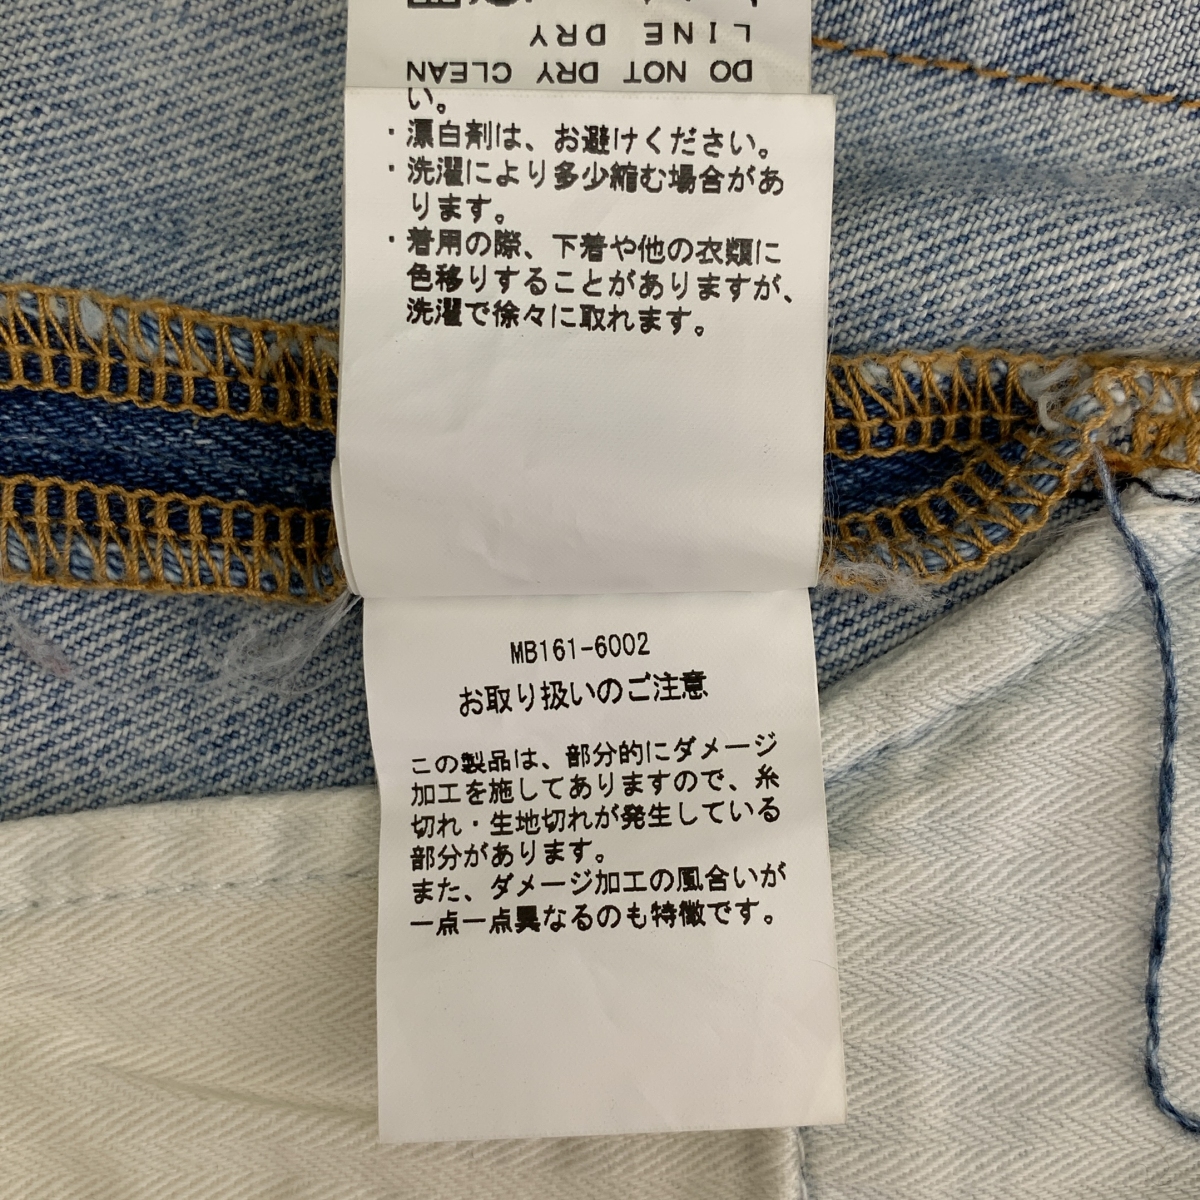 LINE DRY
DO NOT DRY CLEAN
い。
・漂白剤は、お避けください。
・洗濯により多少縮む場合があ
ります。
・着用の際、下着や他の衣類に
色移りすることがありますが、
洗濯で徐々に取れます。
MB161-6002
お取り扱いのご注意
この製品は、部分的にダメージ
加工を施してありますので、糸
切れ・生地切れが発生している
部分があります。
また、ダメージ加工の風合いが
一点一点異なるのも特徴です。